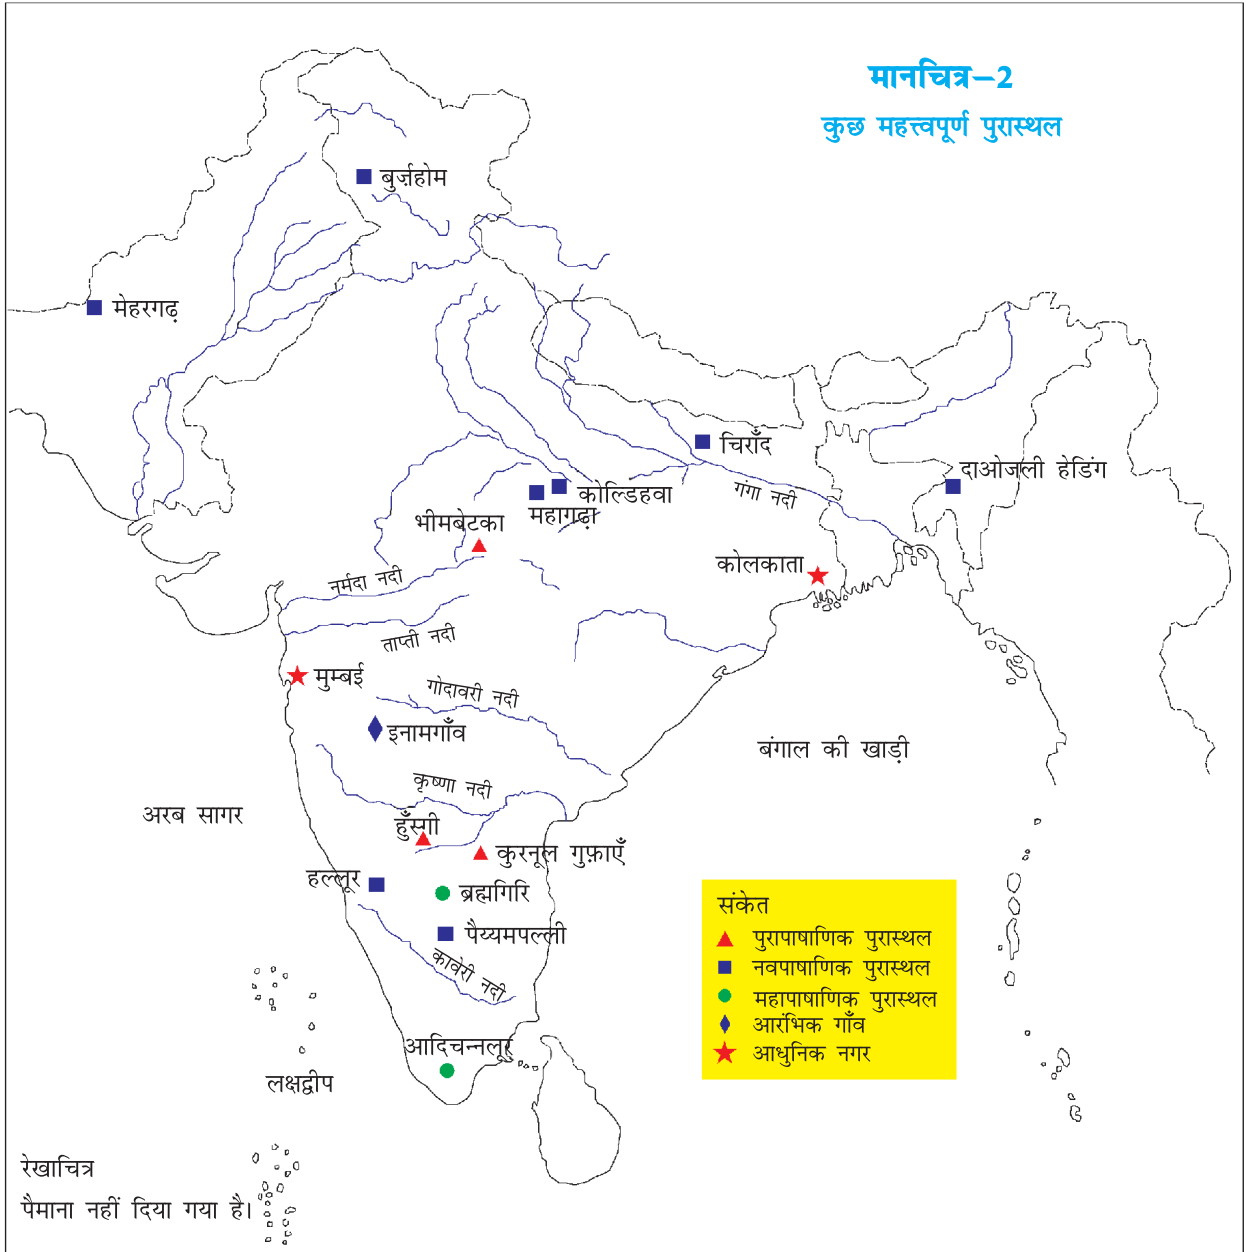 मानचित्र–2
कुछ महत्त्वपूर्ण पुरास्थल
बुर्ज़होम
मेहरगढ़
चिराँद
दाओजली हेडिंग
कोल्डिहवा
महागढ़ा
गंगा नदी
भीमबेटका
कोलकाता
नर्मदा नदी
ताप्ती नदी
मुम्बई
गोदावरी नदी
इनामगाँव
बंगाल की खाड़ी
कृष्णा नदी
अरब सागर
हुँस्गी
कुरनूल गुफ़ाएँ
हल्लूर
ब्रह्मगिरि
पैय्यमपल्ली
कावेरी नदी
संकेत
पुरापाषाणिक पुरास्थल
नवपाषाणिक पुरास्थल
महापाषाणिक पुरास्थल
आरंभिक गाँव
आधुनिक नगर
आदिचन्नलूर
लक्षद्वीप
रेखाचित्र
पैमाना नहीं दिया गया है।